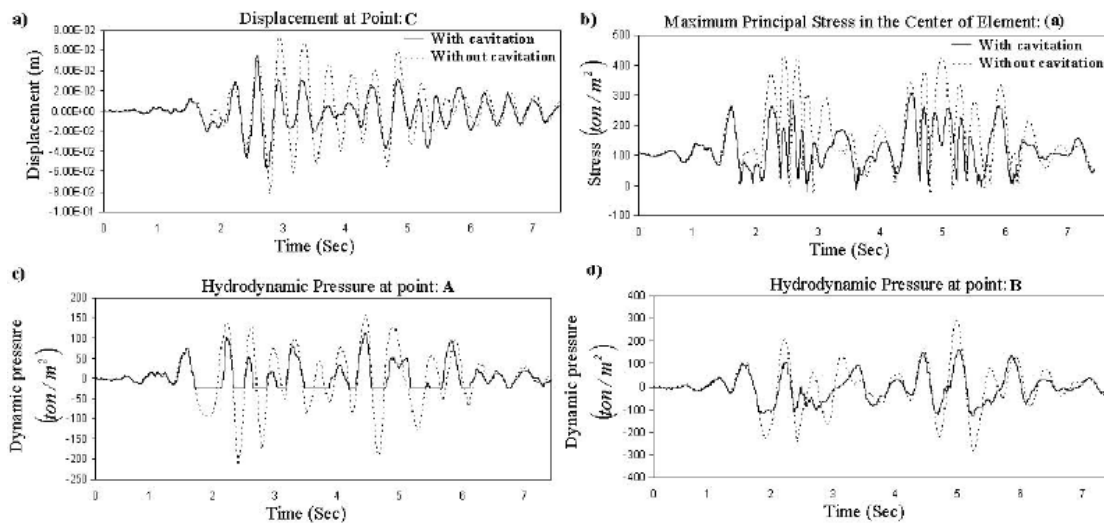 a) Displacement at Point: C
8.00E-02
6.00E-02
4.00E-02
2.00E-02
0.00E+00
-2.00E-02
-4.00E-02
-6.00E-02
-8.00E-02
-1.00E-01
Displacement (m)
With cavitation
Without cavitation
0 1 2 3 4 5 6 7
Time (Sec)
b) Maximum Principal Stress in the Center of Element: (a)
500
400
300
200
100
0
-100
Stress (ton / m²)
With cavitation
Without cavitation
0 1 2 3 4 5 6 7
Time (Sec)
c) Hydrodynamic Pressure at point: A
200
150
100
50
0
-50
-100
-150
-200
-250
Dynamic pressure
(ton / m²)
0 1 2 3 4 5 6 7
Time (Sec)
d) Hydrodynamic Pressure at point: B
400
300
200
100
0
-100
-200
-300
-400
Dynamic pressure
(ton / m²)
0 1 2 3 4 5 6 7
Time (Sec)